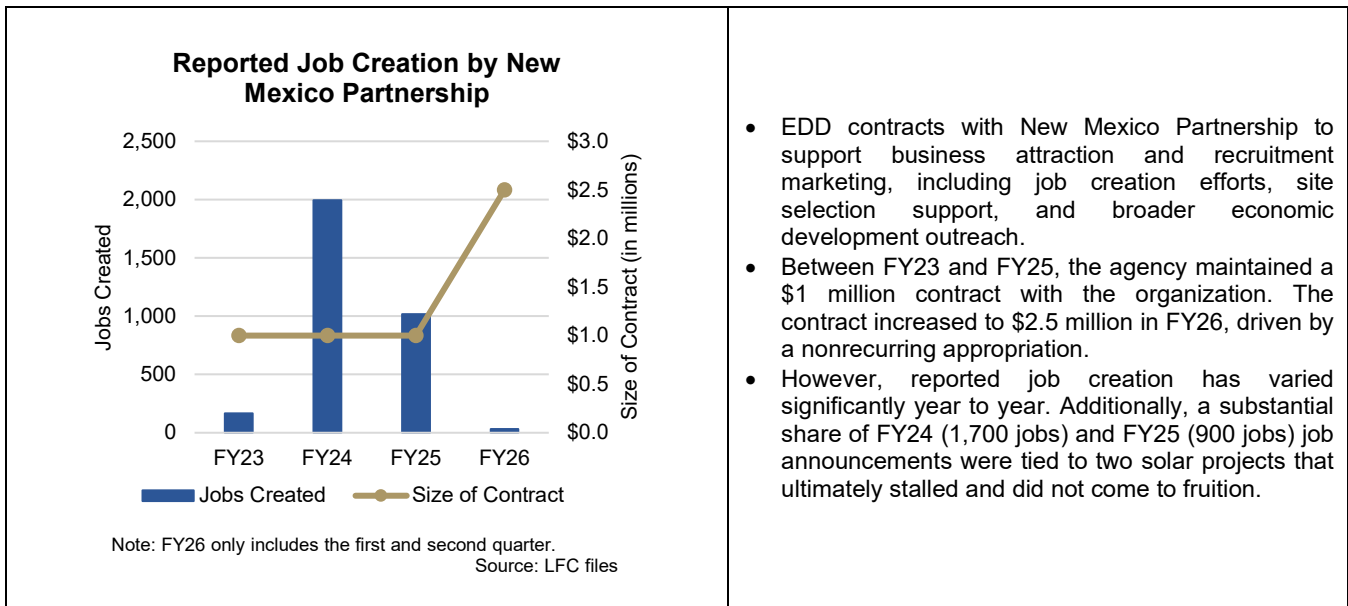 Reported Job Creation by New
Mexico Partnership
2,500
2,000
1,500
1,000
500
0
Jobs Created
$3.0
$2.5
$2.0
$1.5
$1.0
$0.5
$0.0
Size of Contract (in millions)
FY23 FY24 FY25 FY26
Jobs Created Size of Contract
Note: FY26 only includes the first and second quarter.
Source: LFC files
• EDD contracts with New Mexico Partnership to
support business attraction and recruitment
marketing, including job creation efforts, site
selection support, and broader economic
development outreach.
• Between FY23 and FY25, the agency maintained a
$1 million contract with the organization. The
contract increased to $2.5 million in FY26, driven by
a nonrecurring appropriation.
• However, reported job creation has varied
significantly year to year. Additionally, a substantial
share of FY24 (1,700 jobs) and FY25 (900 jobs) job
announcements were tied to two solar projects that
ultimately stalled and did not come to fruition.